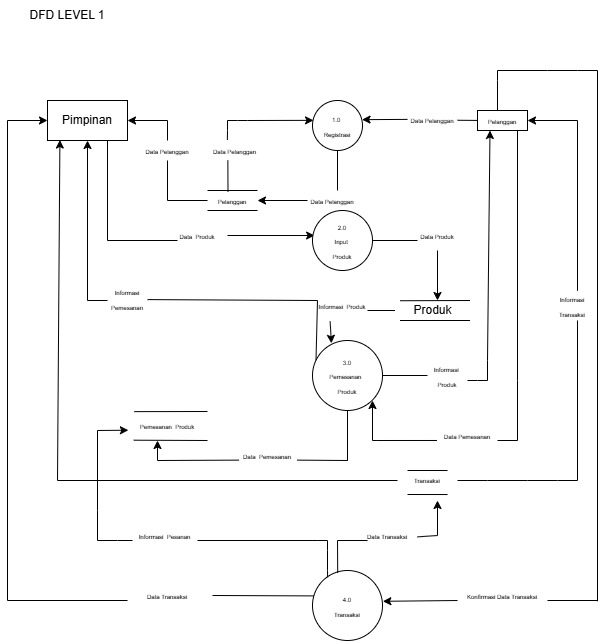 DFD LEVEL 1
Pimpinan
1.0
Registrasi
Data Pelanggan
Pelanggan
Data Pelanggan
Data Pelanggan
Pelanggan
Data Pelanggan
2.0
Input
Produk
Data Produk
Data Produk
Informasi
Pemesanan
Informasi Produk
Produk
Informasi
Transaksi
3.0
Pemesanan
Produk
Informasi
Produk
Pemesanan Produk
Data Pemesanan
Data Pemesanan
Transaksi
Informasi Pesanan
Data Transaksi
Data Transaksi
4.0
Transaksi
Konfirmasi Data Transaksi